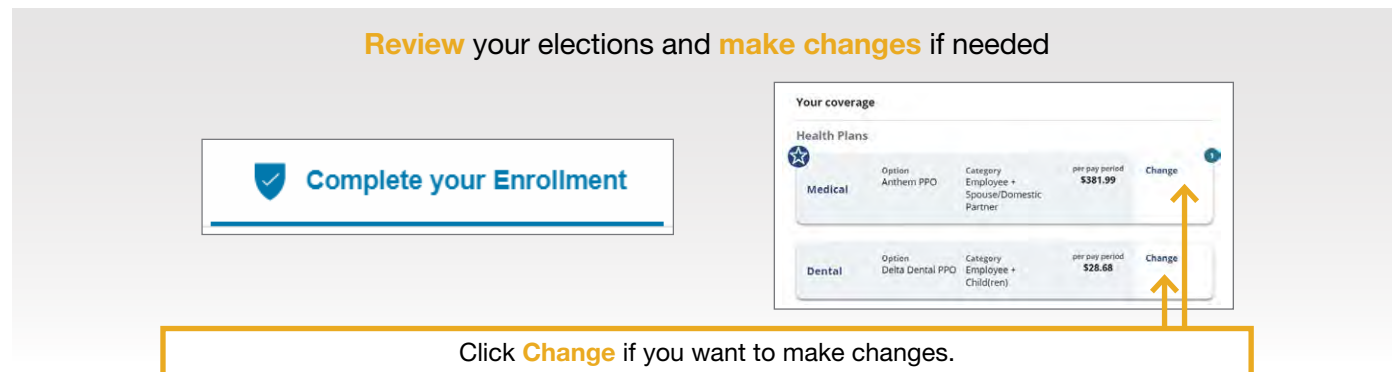 Review your elections and make changes if needed
Complete your Enrollment
Your coverage
Health Plans
1
Medical
Option
Anthem PPO
Category
Employee +
Spouse/Domestic
Partner
per pay period
$381.99
Change
Dental
Option
Delta Dental PPO
Category
Employee +
Child(ren)
per pay period
$28.68
Change
Click Change if you want to make changes.